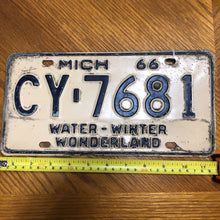 MICH 66
CY-7681
WATER-WINTER
WONDERLAND